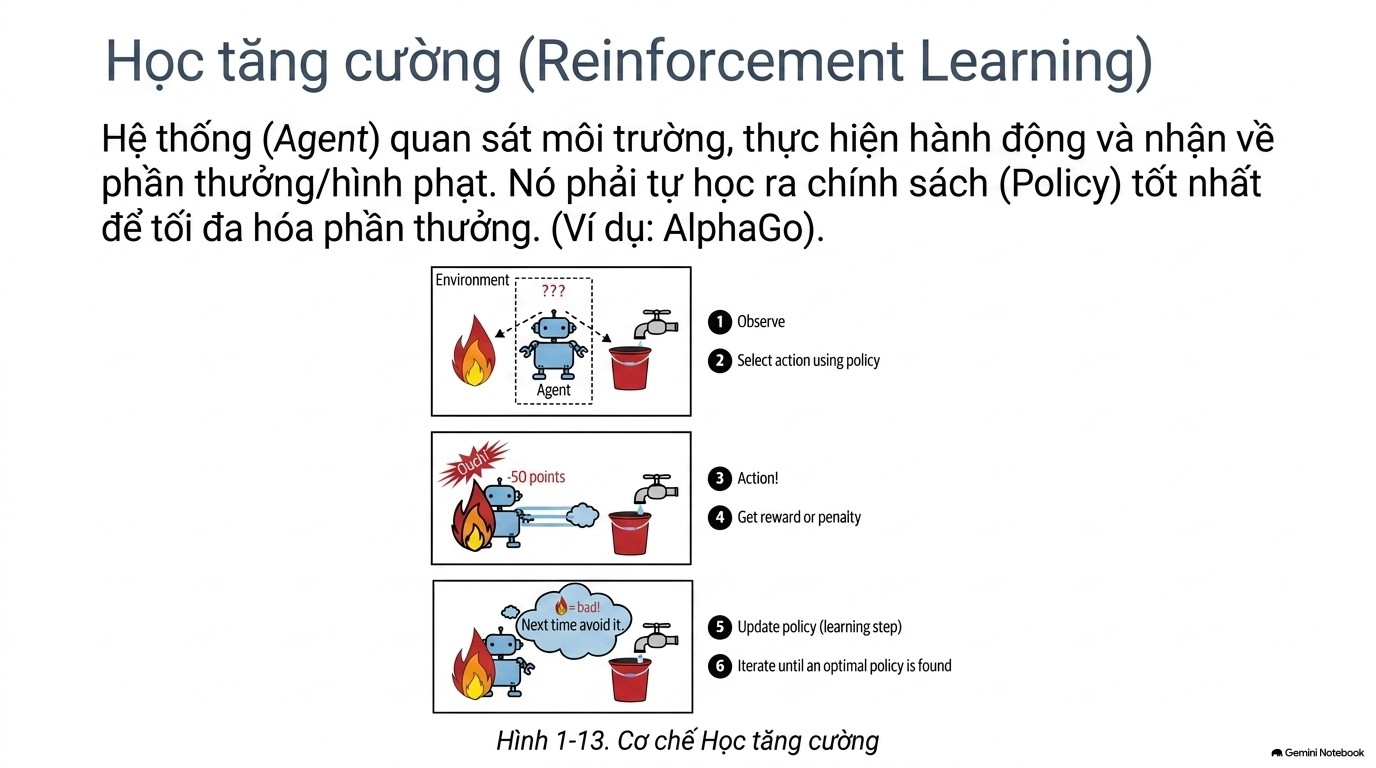 Học tăng cường (Reinforcement Learning)
Hệ thống (Agent) quan sát môi trường, thực hiện hành động và nhận về
phần thưởng/hình phạt. Nó phải tự học ra chính sách (Policy) tốt nhất
để tối đa hóa phần thưởng. (Ví dụ: AlphaGo).
Environment
???
Agent
1 Observe
2 Select action using policy
Ouch!
-50 points
3 Action!
4 Get reward or penalty
= bad!
Next time avoid it.
5 Update policy (learning step)
6 Iterate until an optimal policy is found
Hình 1-13. Cơ chế Học tăng cường
Gemini Notebook